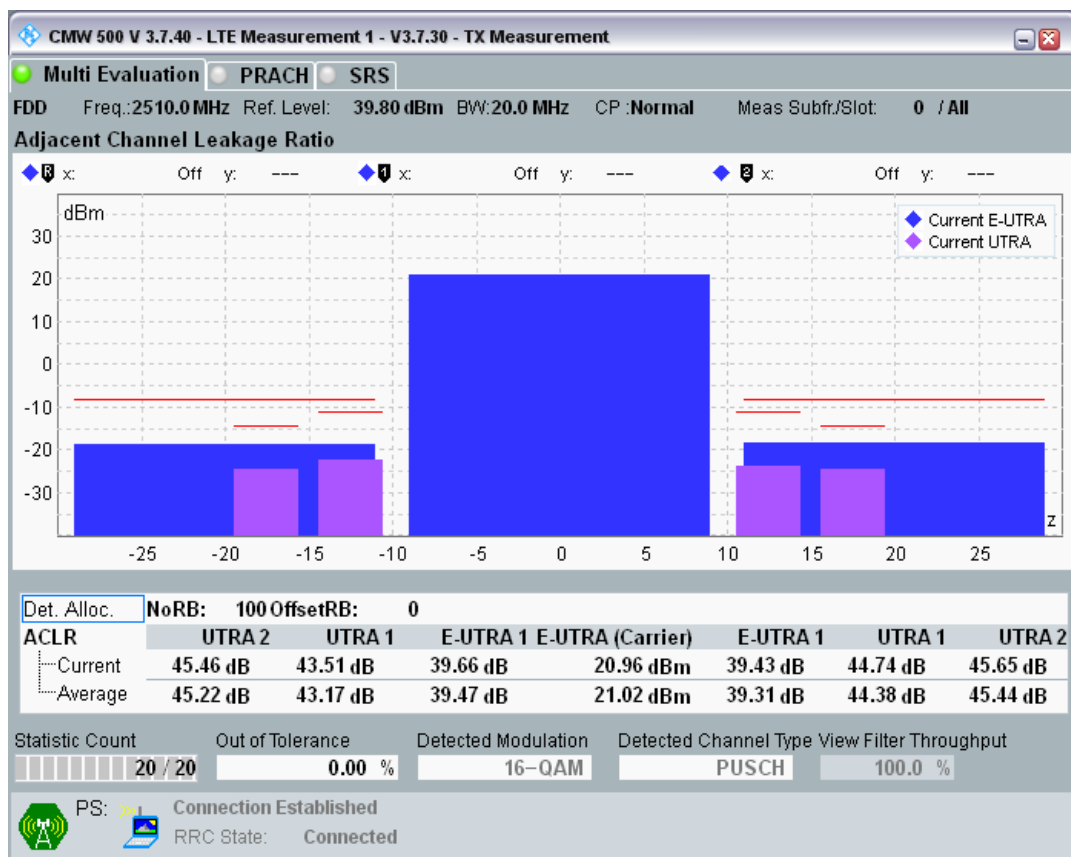 CMW 500 V 3.7.40 - LTE Measurement 1 - V3.7.30 - TX Measurement
Multi Evaluation PRACH SRS
FDD Freq.:2510.0 MHz Ref. Level: 39.80 dBm BW:20.0 MHz CP :Normal Meas Subfr./Slot: 0 / All
Adjacent Channel Leakage Ratio
R x: Off y: --- 1 x: Off y: --- 2 x: Off y: ---
dBm
Current E-UTRA
Current UTRA
30
20
10
0
-10
-20
-30
z
-25 -20 -15 -10 -5 0 5 10 15 20 25
Det. Alloc. NoRB: 100 OffsetRB: 0
ACLR UTRA 2 UTRA 1 E-UTRA 1 E-UTRA (Carrier) E-UTRA 1 UTRA 1 UTRA 2
Current 45.46 dB 43.51 dB 39.66 dB 20.96 dBm 39.43 dB 44.74 dB 45.65 dB
Average 45.22 dB 43.17 dB 39.47 dB 21.02 dBm 39.31 dB 44.38 dB 45.44 dB
Statistic Count Out of Tolerance Detected Modulation Detected Channel Type View Filter Throughput
20 / 20 0.00 % 16-QAM PUSCH 100.0 %
PS: Connection Established
RRC State: Connected